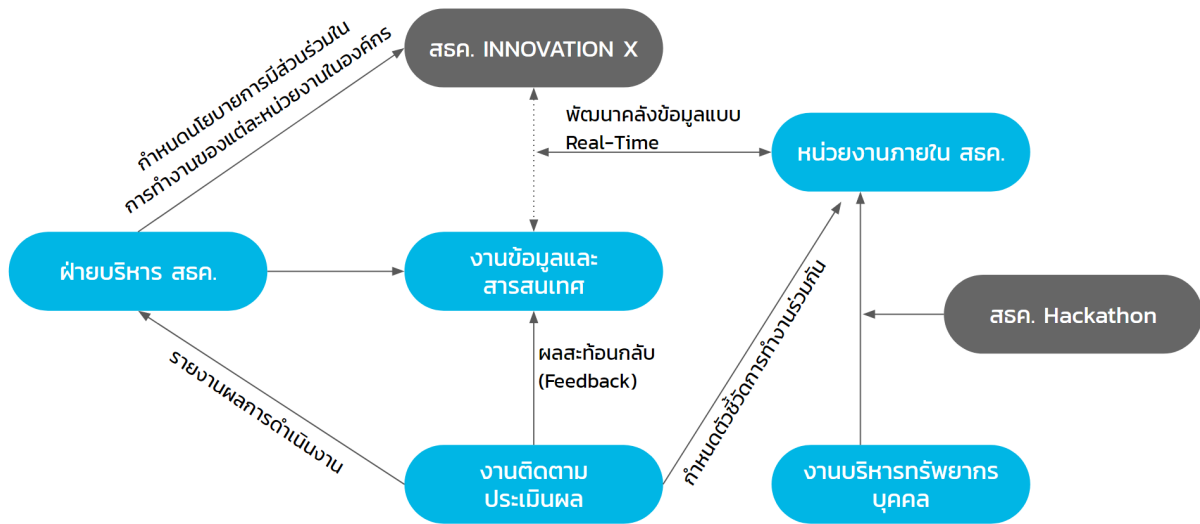 สธค. INNOVATION X
กำหนดนโยบายการมีส่วนร่วมใน
การทำงานของแต่ละหน่วยงานในองค์กร
พัฒนาคลังข้อมูลแบบ
Real-Time
หน่วยงานภายใน สธค.
ฝ่ายบริหาร สธค.
งานข้อมูลและ
สารสนเทศ
สธค. Hackathon
ผลสะท้อนกลับ
(Feedback)
กำหนดตัวชี้วัดการทำงานร่วมกัน
รายงานผลการดำเนินงาน
งานติดตาม
ประเมินผล
งานบริหารทรัพยากร
บุคคล